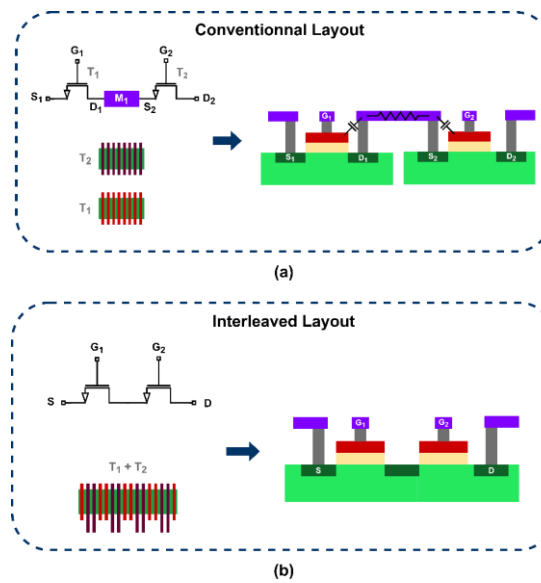 Conventionnal Layout
G1
G2
T1
T2
S1
D1
M1
S2
D2
T2
T1
G1
G2
S1
D1
S2
D2
(a)
Interleaved Layout
G1
G2
S
D
T1 + T2
G1
G2
S
D
(b)